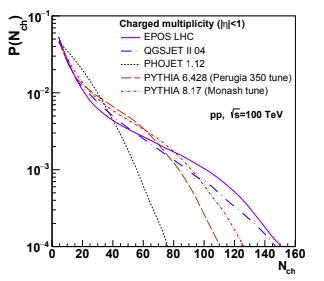 P(N_ch)
10⁻¹
10⁻²
10⁻³
10⁻⁴
Charged multiplicity (|η|<1)
EPOS LHC
QGSJET II 04
PHOJET 1.12
PYTHIA 6.428 (Perugia 350 tune)
PYTHIA 8.17 (Monash tune)
pp, √s=100 TeV
0 20 40 60 80 100 120 140 160
N_ch